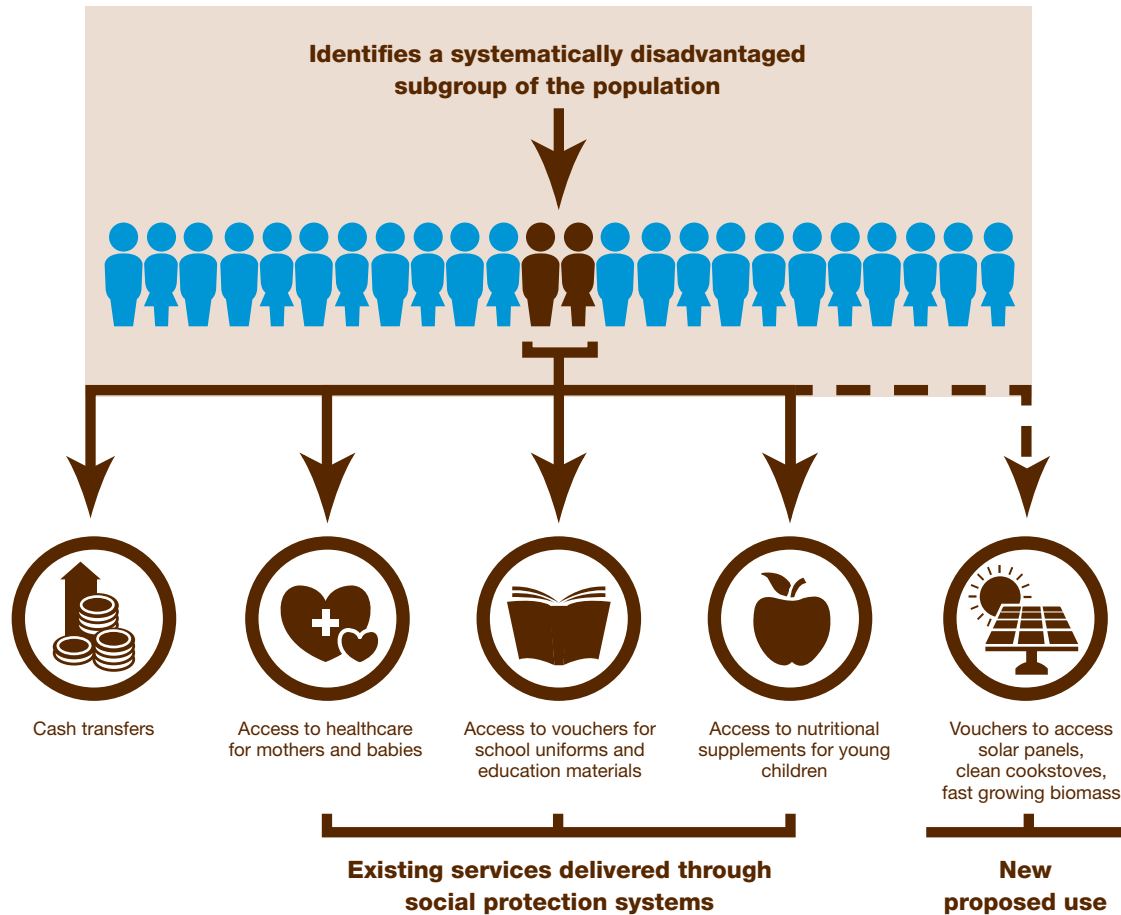 Identifies a systematically disadvantaged
subgroup of the population
Cash transfers
Access to healthcare
for mothers and babies
Access to vouchers for
school uniforms and
education materials
Access to nutritional
supplements for young
children
Vouchers to access
solar panels,
clean cookstoves,
fast growing biomass
Existing services delivered through
social protection systems
New
proposed use